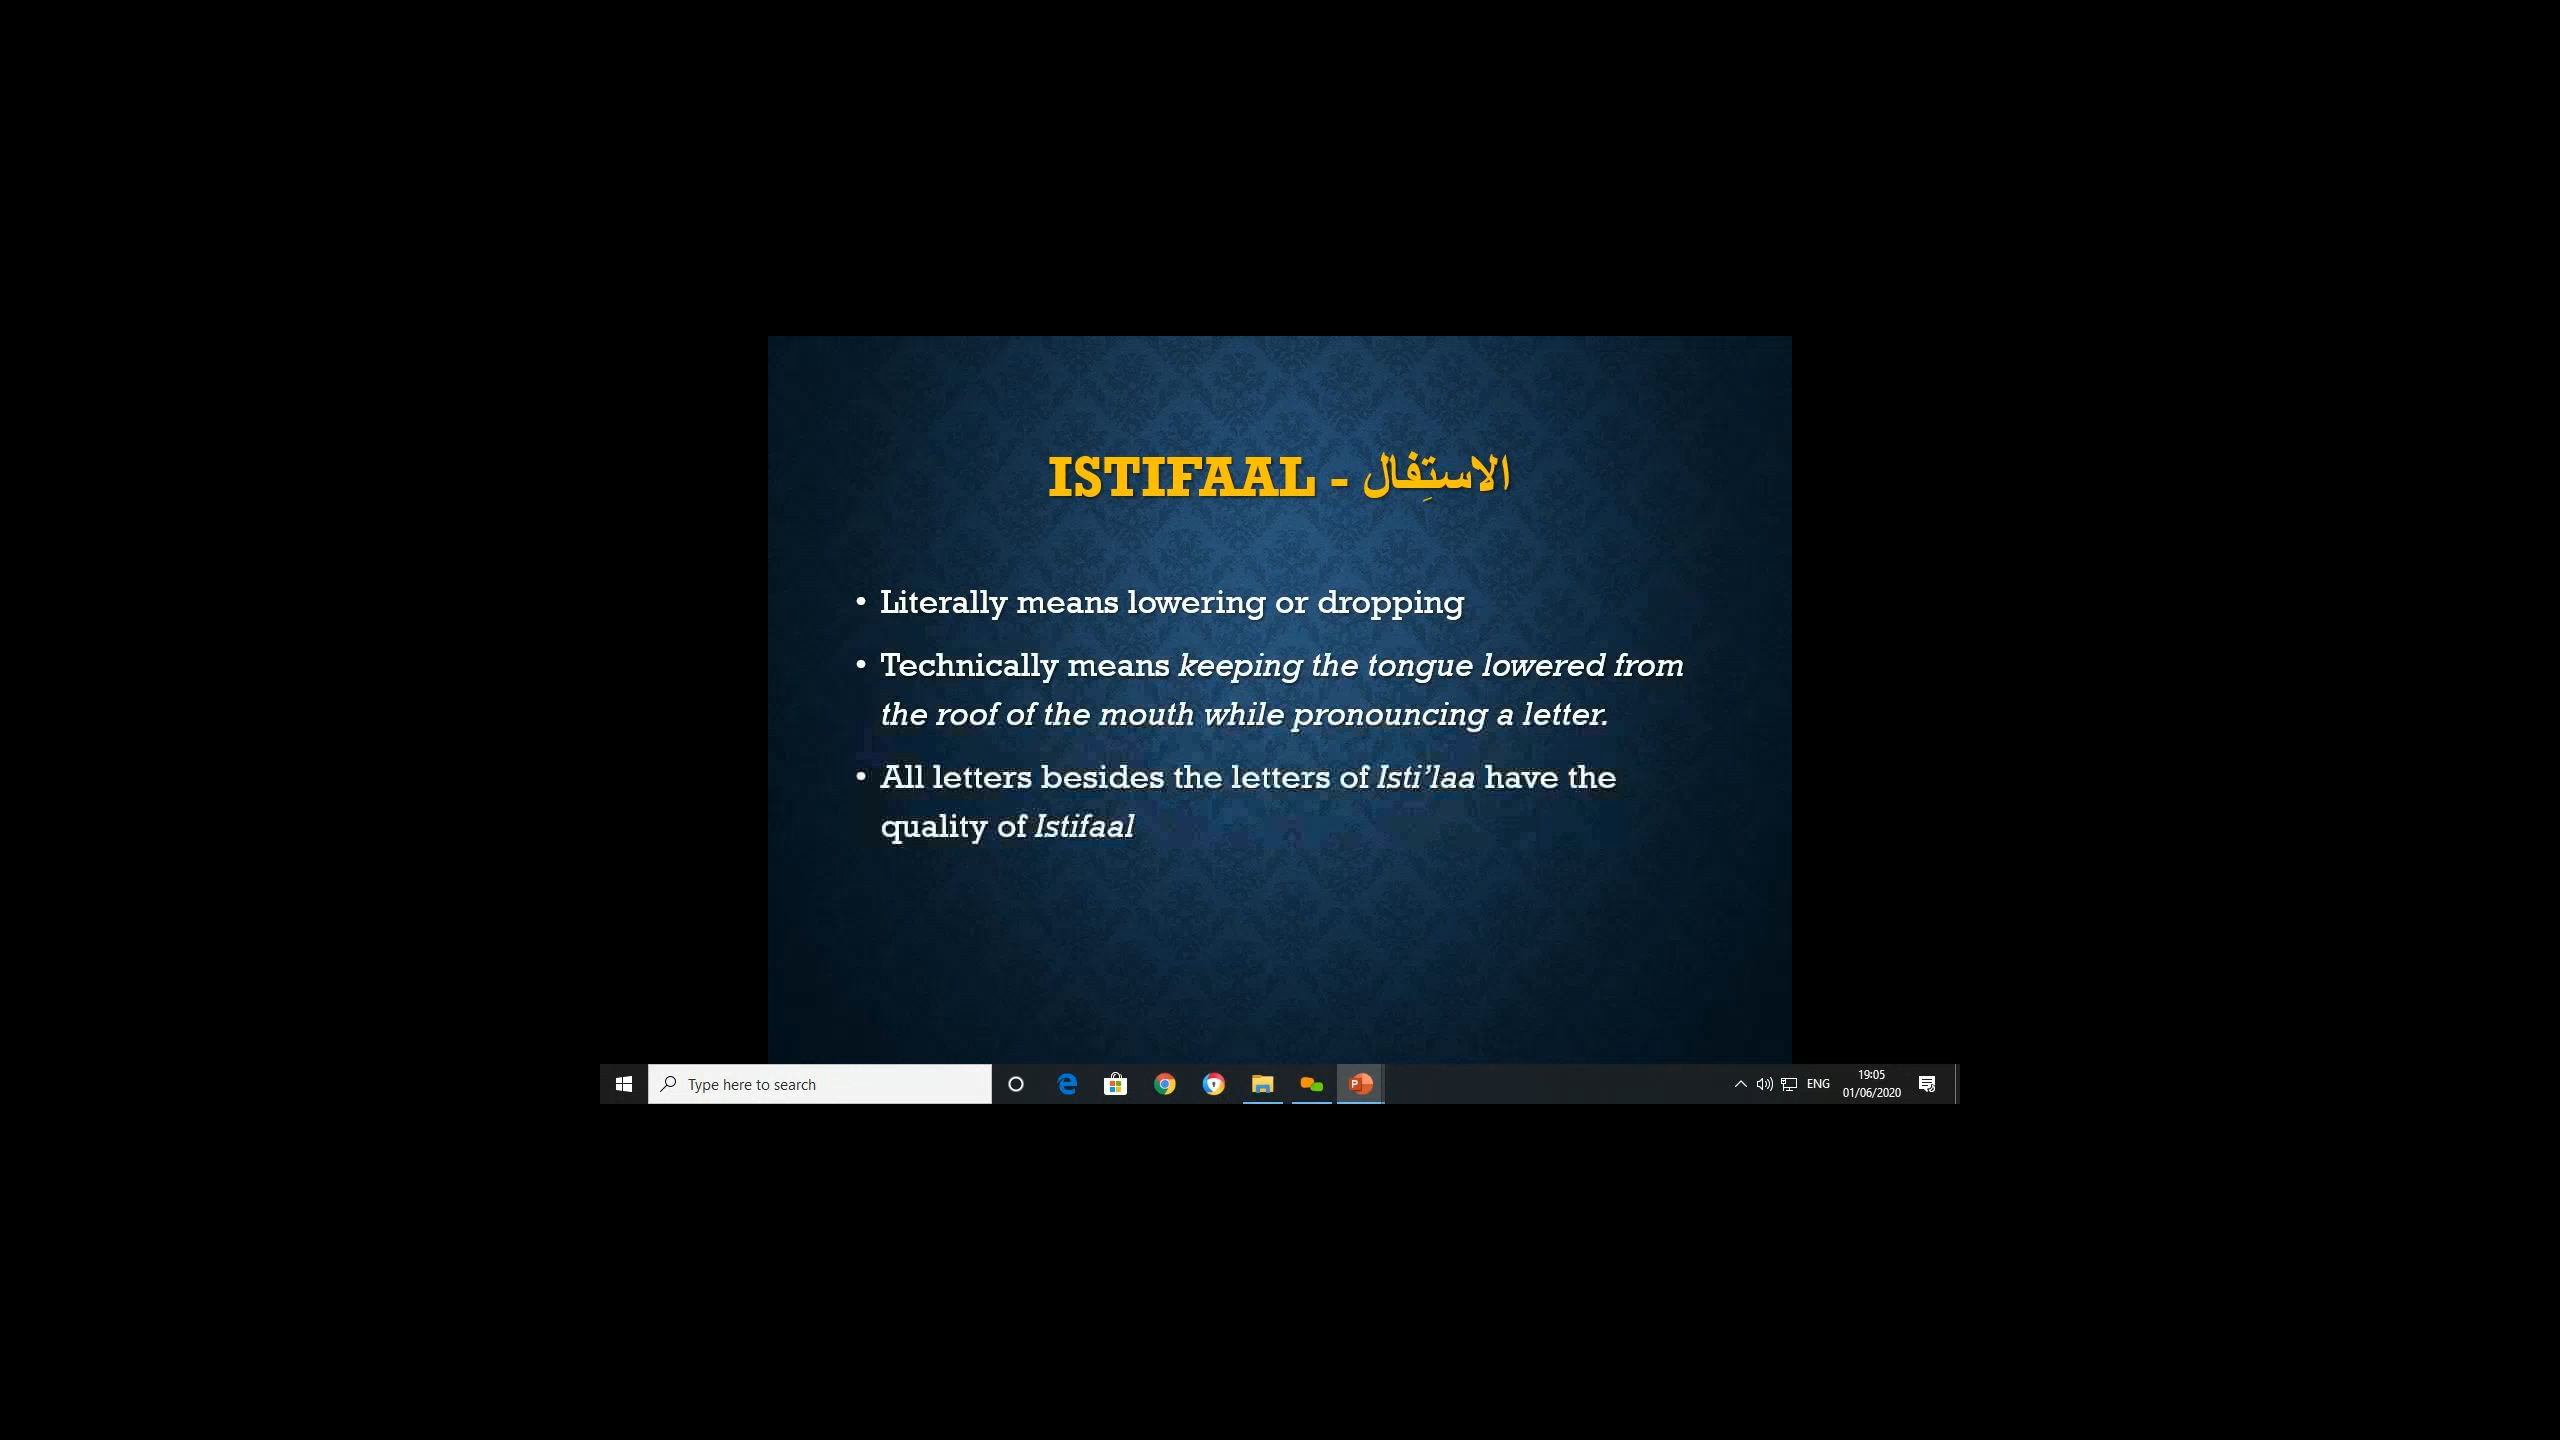 ISTIFAAL - الاستِفال
• Literally means lowering or dropping
• Technically means keeping the tongue lowered from
the roof of the mouth while pronouncing a letter.
• All letters besides the letters of Isti’laa have the
quality of Istifaal
Type here to search
ENG
19:05
01/06/2020